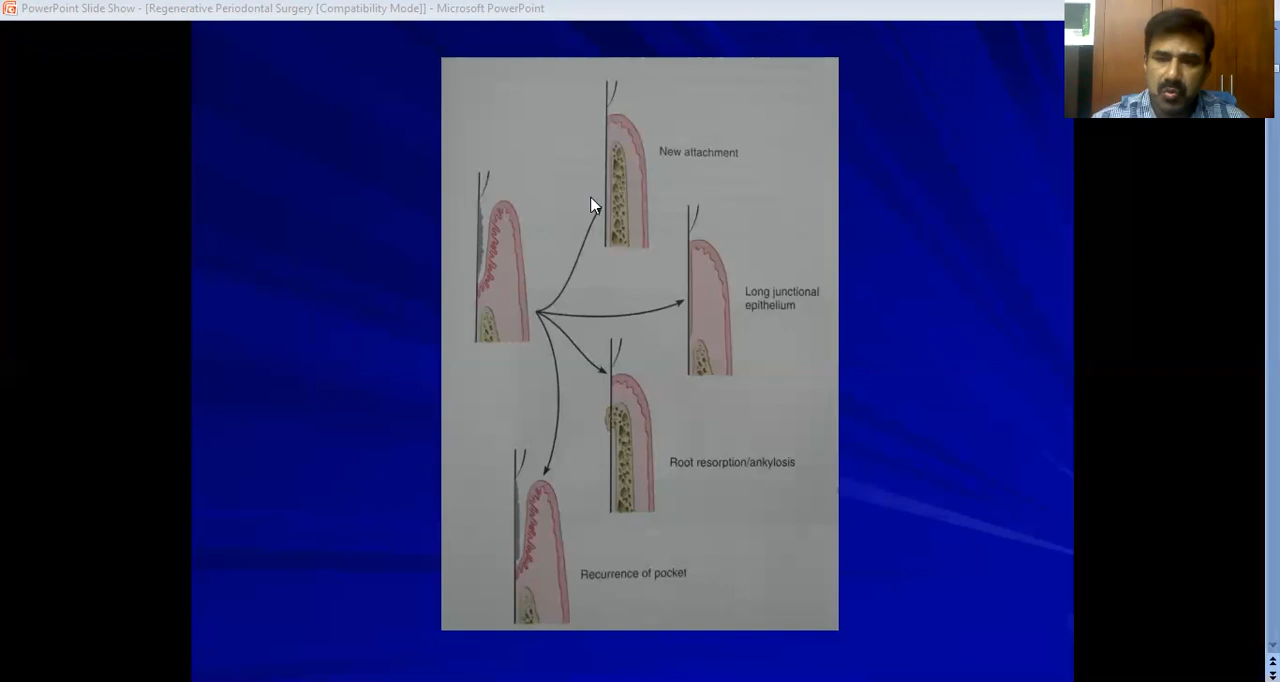 PowerPoint Slide Show - [Regenerative Periodontal Surgery [Compatibility Mode]] - Microsoft PowerPoint
New attachment
Long junctional
epithelium
Root resorption/ankylosis
Recurrence of pocket